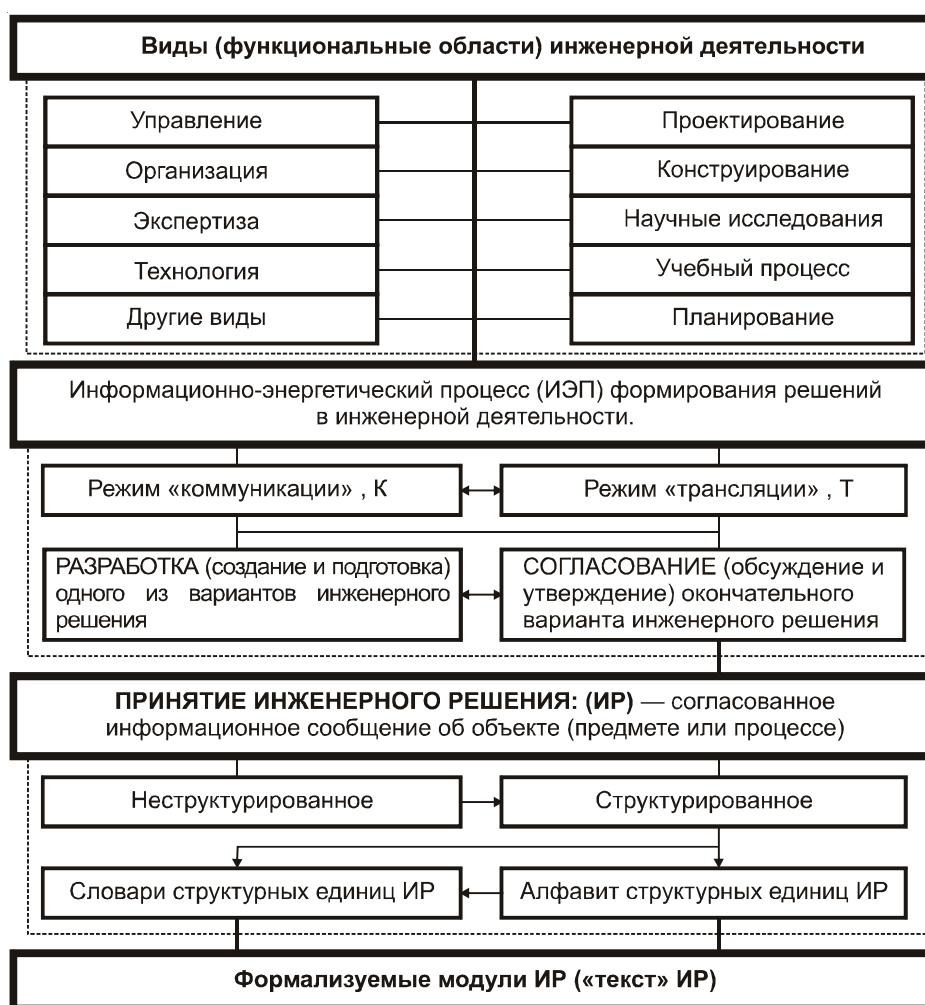 Виды (функциональные области) инженерной деятельности
Управление
Проектирование
Организация
Конструирование
Экспертиза
Научные исследования
Технология
Учебный процесс
Другие виды
Планирование
Информационно-энергетический процесс (ИЭП) формирования решений
в инженерной деятельности.
Режим «коммуникации» , К
Режим «трансляции» , Т
РАЗРАБОТКА (создание и подготовка)
одного из вариантов инженерного
решения
СОГЛАСОВАНИЕ (обсуждение и
утверждение) окончательного
варианта инженерного решения
ПРИНЯТИЕ ИНЖЕНЕРНОГО РЕШЕНИЯ: (ИР) — согласованное
информационное сообщение об объекте (предмете или процессе)
Неструктурированное
Структурированное
Словари структурных единиц ИР
Алфавит структурных единиц ИР
Формализуемые модули ИР («текст» ИР)